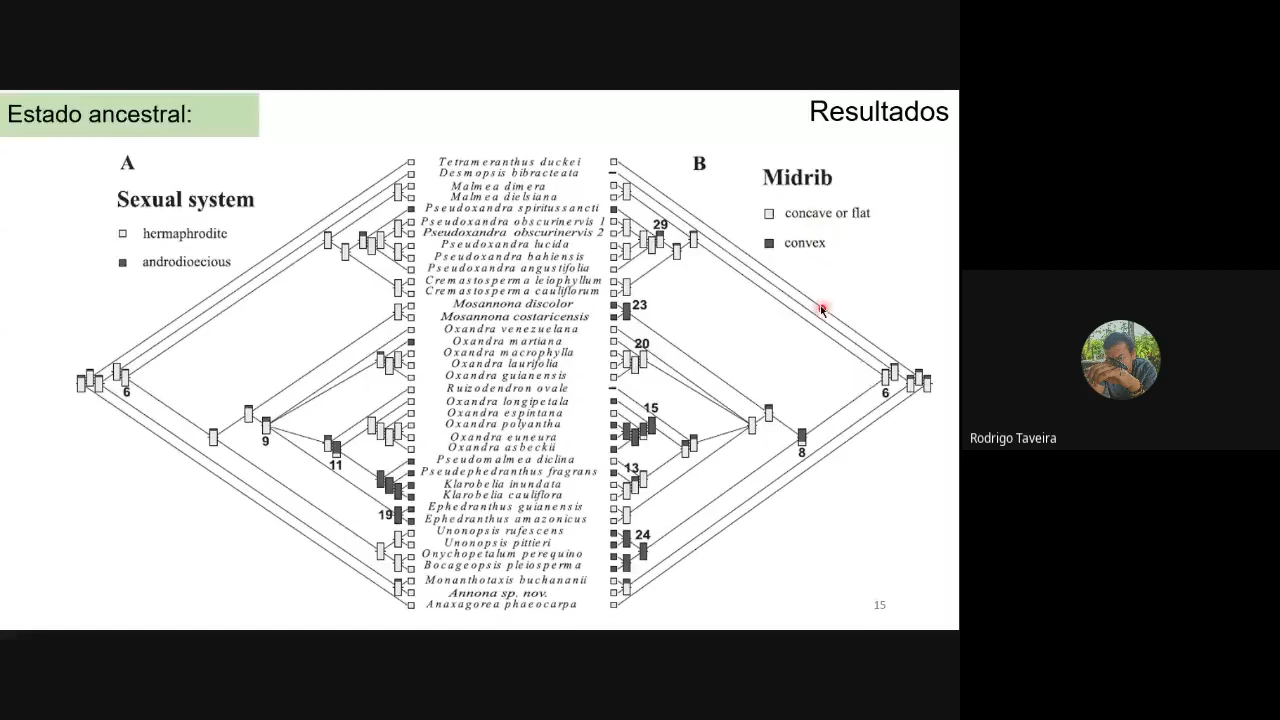 Estado ancestral:
Resultados
A
Sexual system
hermaphrodite
androdioecious
B
Midrib
concave or flat
convex
Tetrameranthus duckei
Desmopsis bibracteata
Malmea dimera
Malmea dielsiana
Pseudoxandra spiritussancti
Pseudoxandra obscurinervis 1
Pseudoxandra obscurinervis 2
Pseudoxandra lucida
Pseudoxandra bahiensis
Pseudoxandra angustifolia
Cremastosperma leiophyllum
Cremastosperma cauliflorum
Mosannona discolor
Mosannona costaricensis
Oxandra venezuelana
Oxandra martiana
Oxandra macrophylla
Oxandra laurifolia
Oxandra guianensis
Ruizodendron ovale
Oxandra longipetala
Oxandra espintana
Oxandra polyantha
Oxandra euneura
Oxandra asbeckii
Pseudomalmea diclina
Pseudephedranthus fragrans
Klarobelia inundata
Klarobelia cauliflora
Ephedranthus guianensis
Ephedranthus amazonicus
Unonopsis rufescens
Unonopsis pittieri
Onychopetalum perequino
Bocageopsis pleiosperma
Monanthotaxis buchananii
Annona sp. nov.
Anaxagorea phaeocarpa
6
9
11
19
29
23
20
15
13
24
6
8
15
Rodrigo Taveira